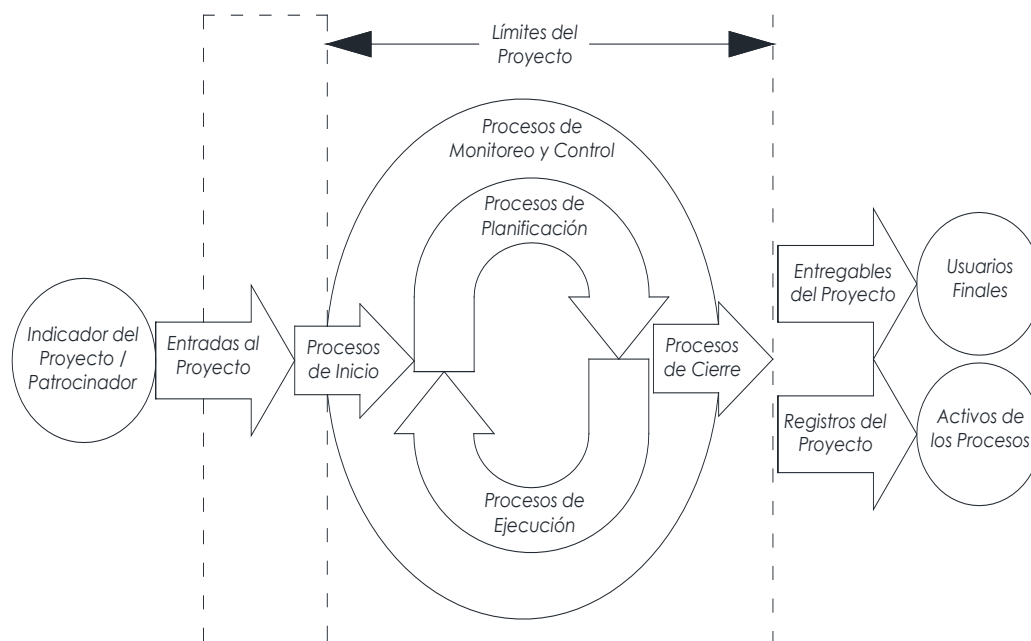 Límites del
Proyecto
Procesos de
Monitoreo y Control
Procesos de
Planificación
Indicador del
Proyecto /
Patrocinador
Entradas al
Proyecto
Procesos
de Inicio
Procesos
de Cierre
Procesos de
Ejecución
Entregables
del Proyecto
Usuarios
Finales
Registros del
Proyecto
Activos de
los Procesos